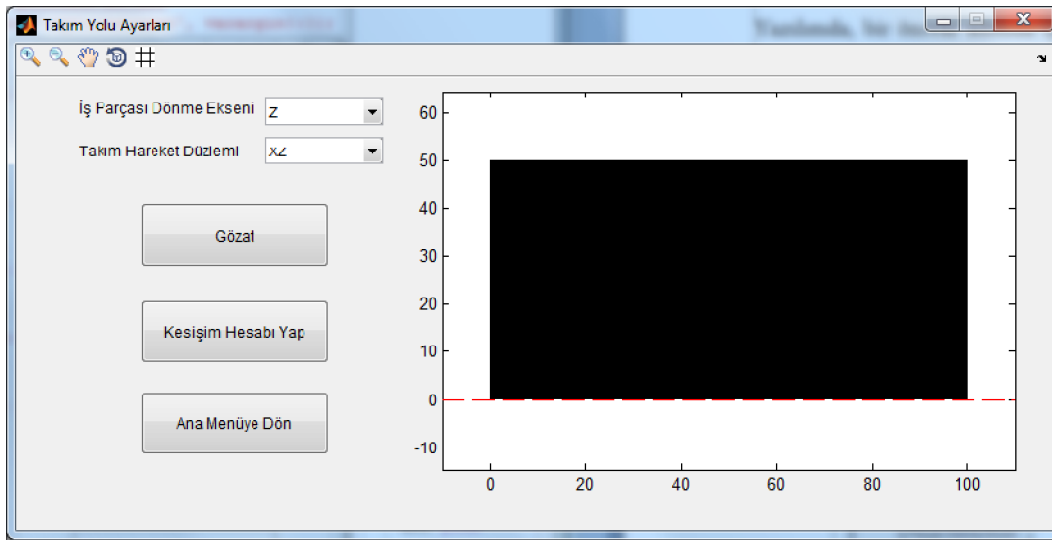 Takım Yolu Ayarları
İş Parçası Dönme Ekseni
Z
Takım Hareket Düzlemi
XZ
Gözat
Kesişim Hesabı Yap
Ana Menüye Dön
60
50
40
30
20
10
0
-10
0 20 40 60 80 100